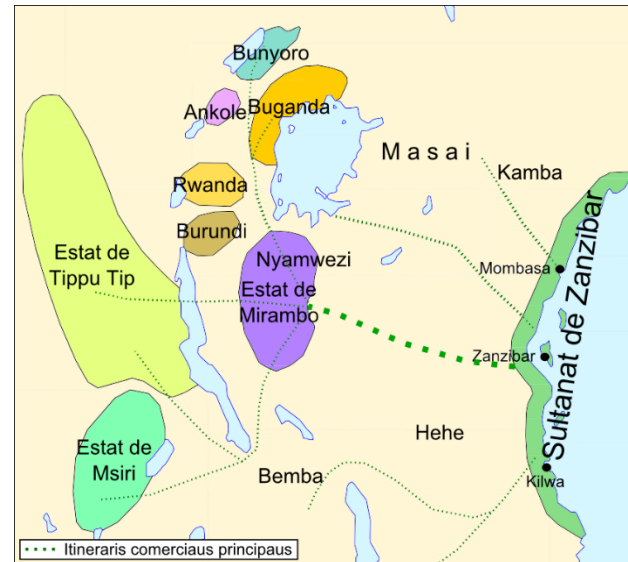 Bunyoro
Ankole
Buganda
Masai
Kamba
Rwanda
Burundi
Estat de
Tippu Tip
Nyamwezi
Estat de
Mirambo
Mombasa
Zanzibar
Sultanat de Zanzibar
Hehe
Estat de
Msiri
Bemba
Kilwa
Itineraris comerciaus principaus